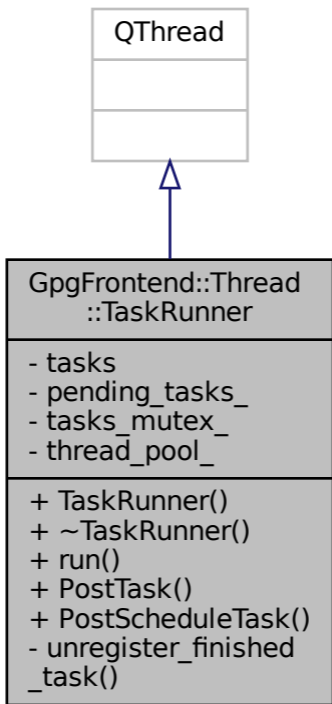 QThread
GpgFrontend::Thread
::TaskRunner
- tasks
- pending_tasks_
- tasks_mutex_
- thread_pool_
+ TaskRunner()
+ ~TaskRunner()
+ run()
+ PostTask()
+ PostScheduleTask()
- unregister_finished
_task()